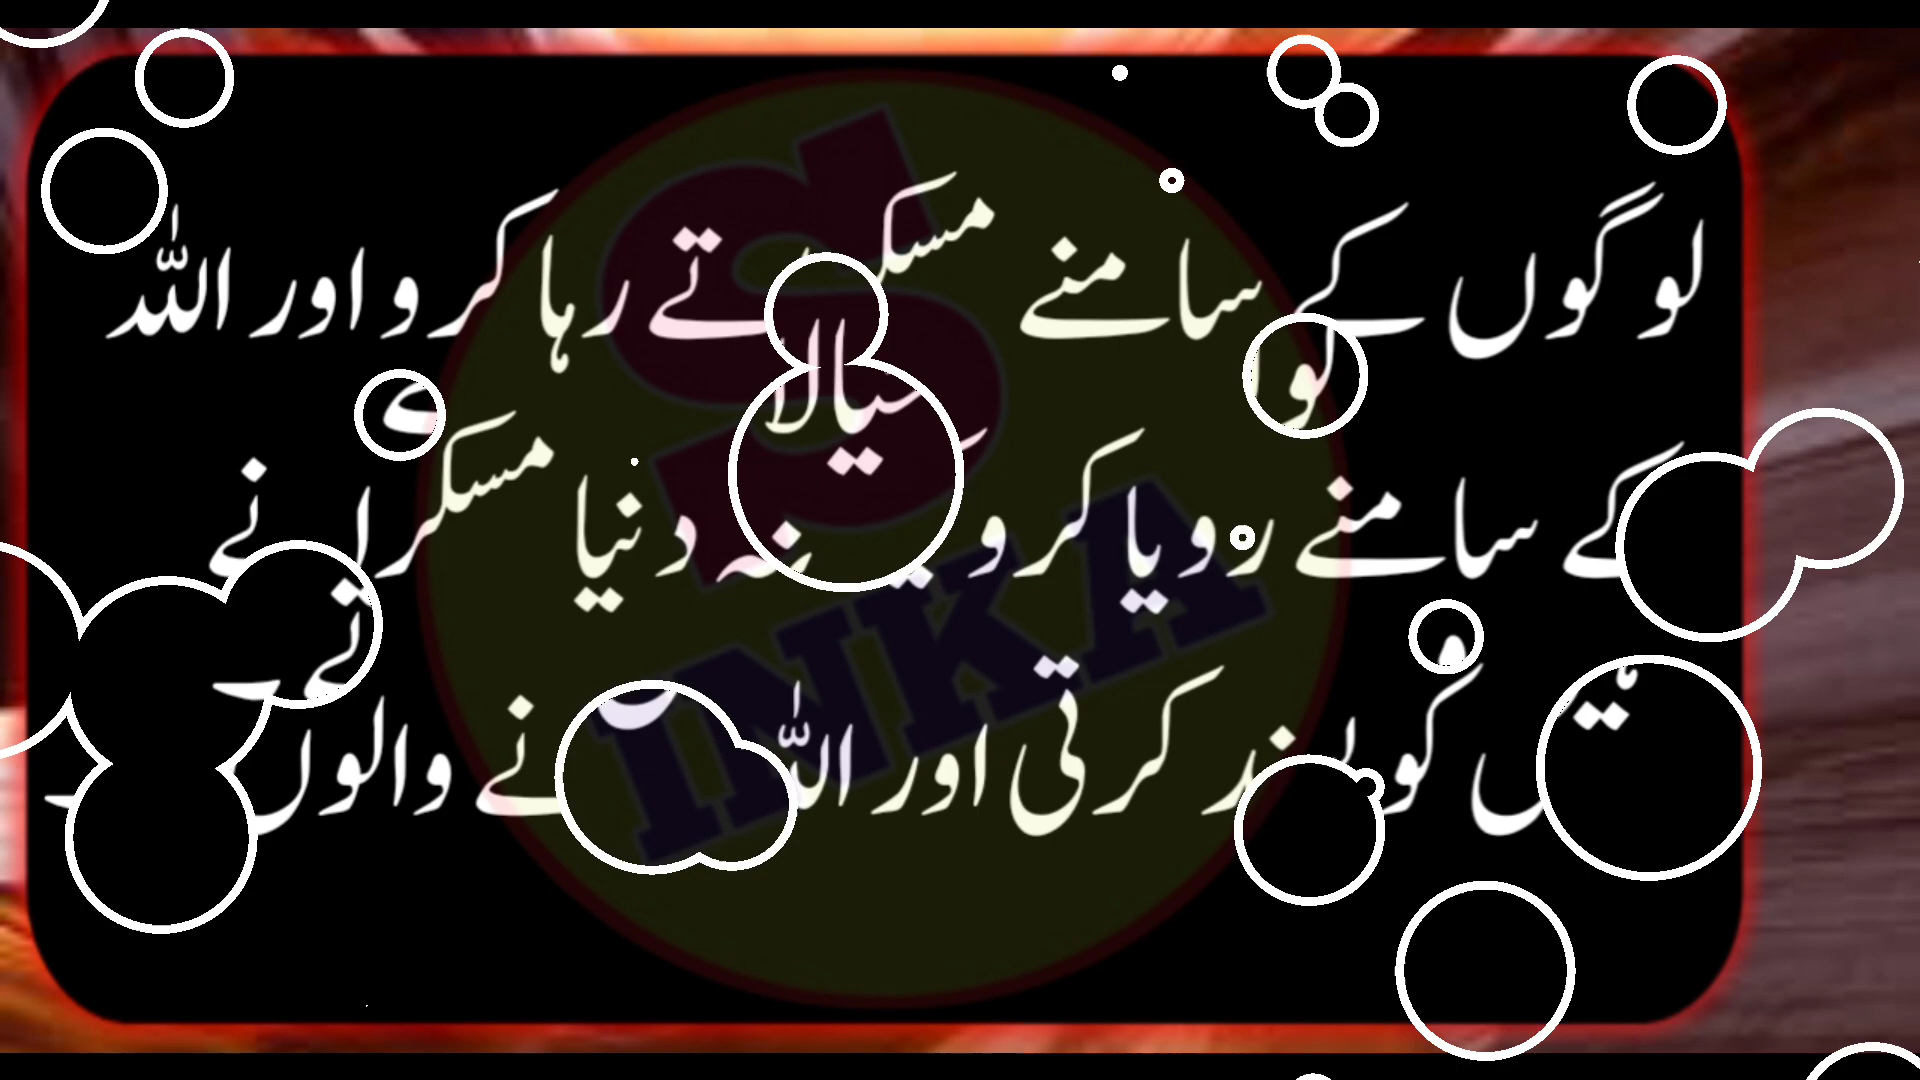 لوگوں کے سامنے مسکراتے رہا کرو اور اللہ
کے سامنے رویا کرو دنیا مسکرانے
کو پسند کرتی اور اللہ نے والوں
S
INKA